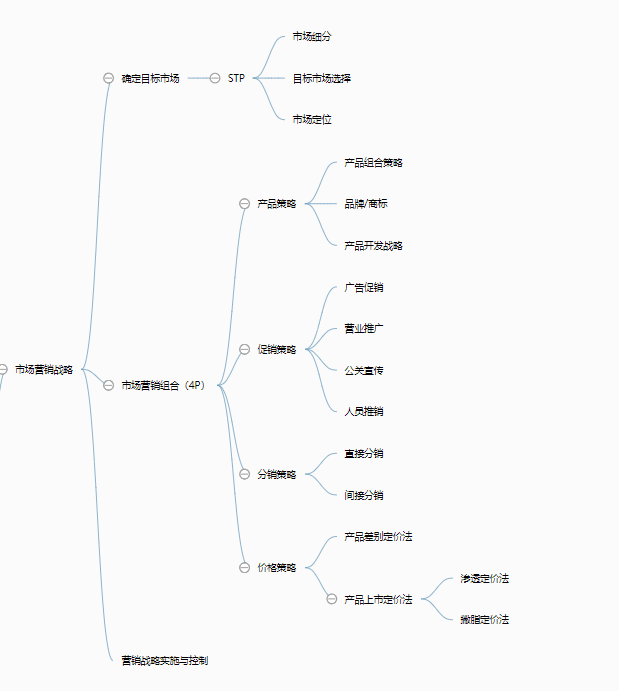 市场细分
确定目标市场
STP
目标市场选择
市场定位
产品组合策略
产品策略
品牌/商标
产品开发战略
广告促销
营业推广
促销策略
公关宣传
市场营销战略
市场营销组合（4P）
人员推销
直接分销
分销策略
间接分销
产品差别定价法
价格策略
产品上市定价法
渗透定价法
撇脂定价法
营销战略实施与控制